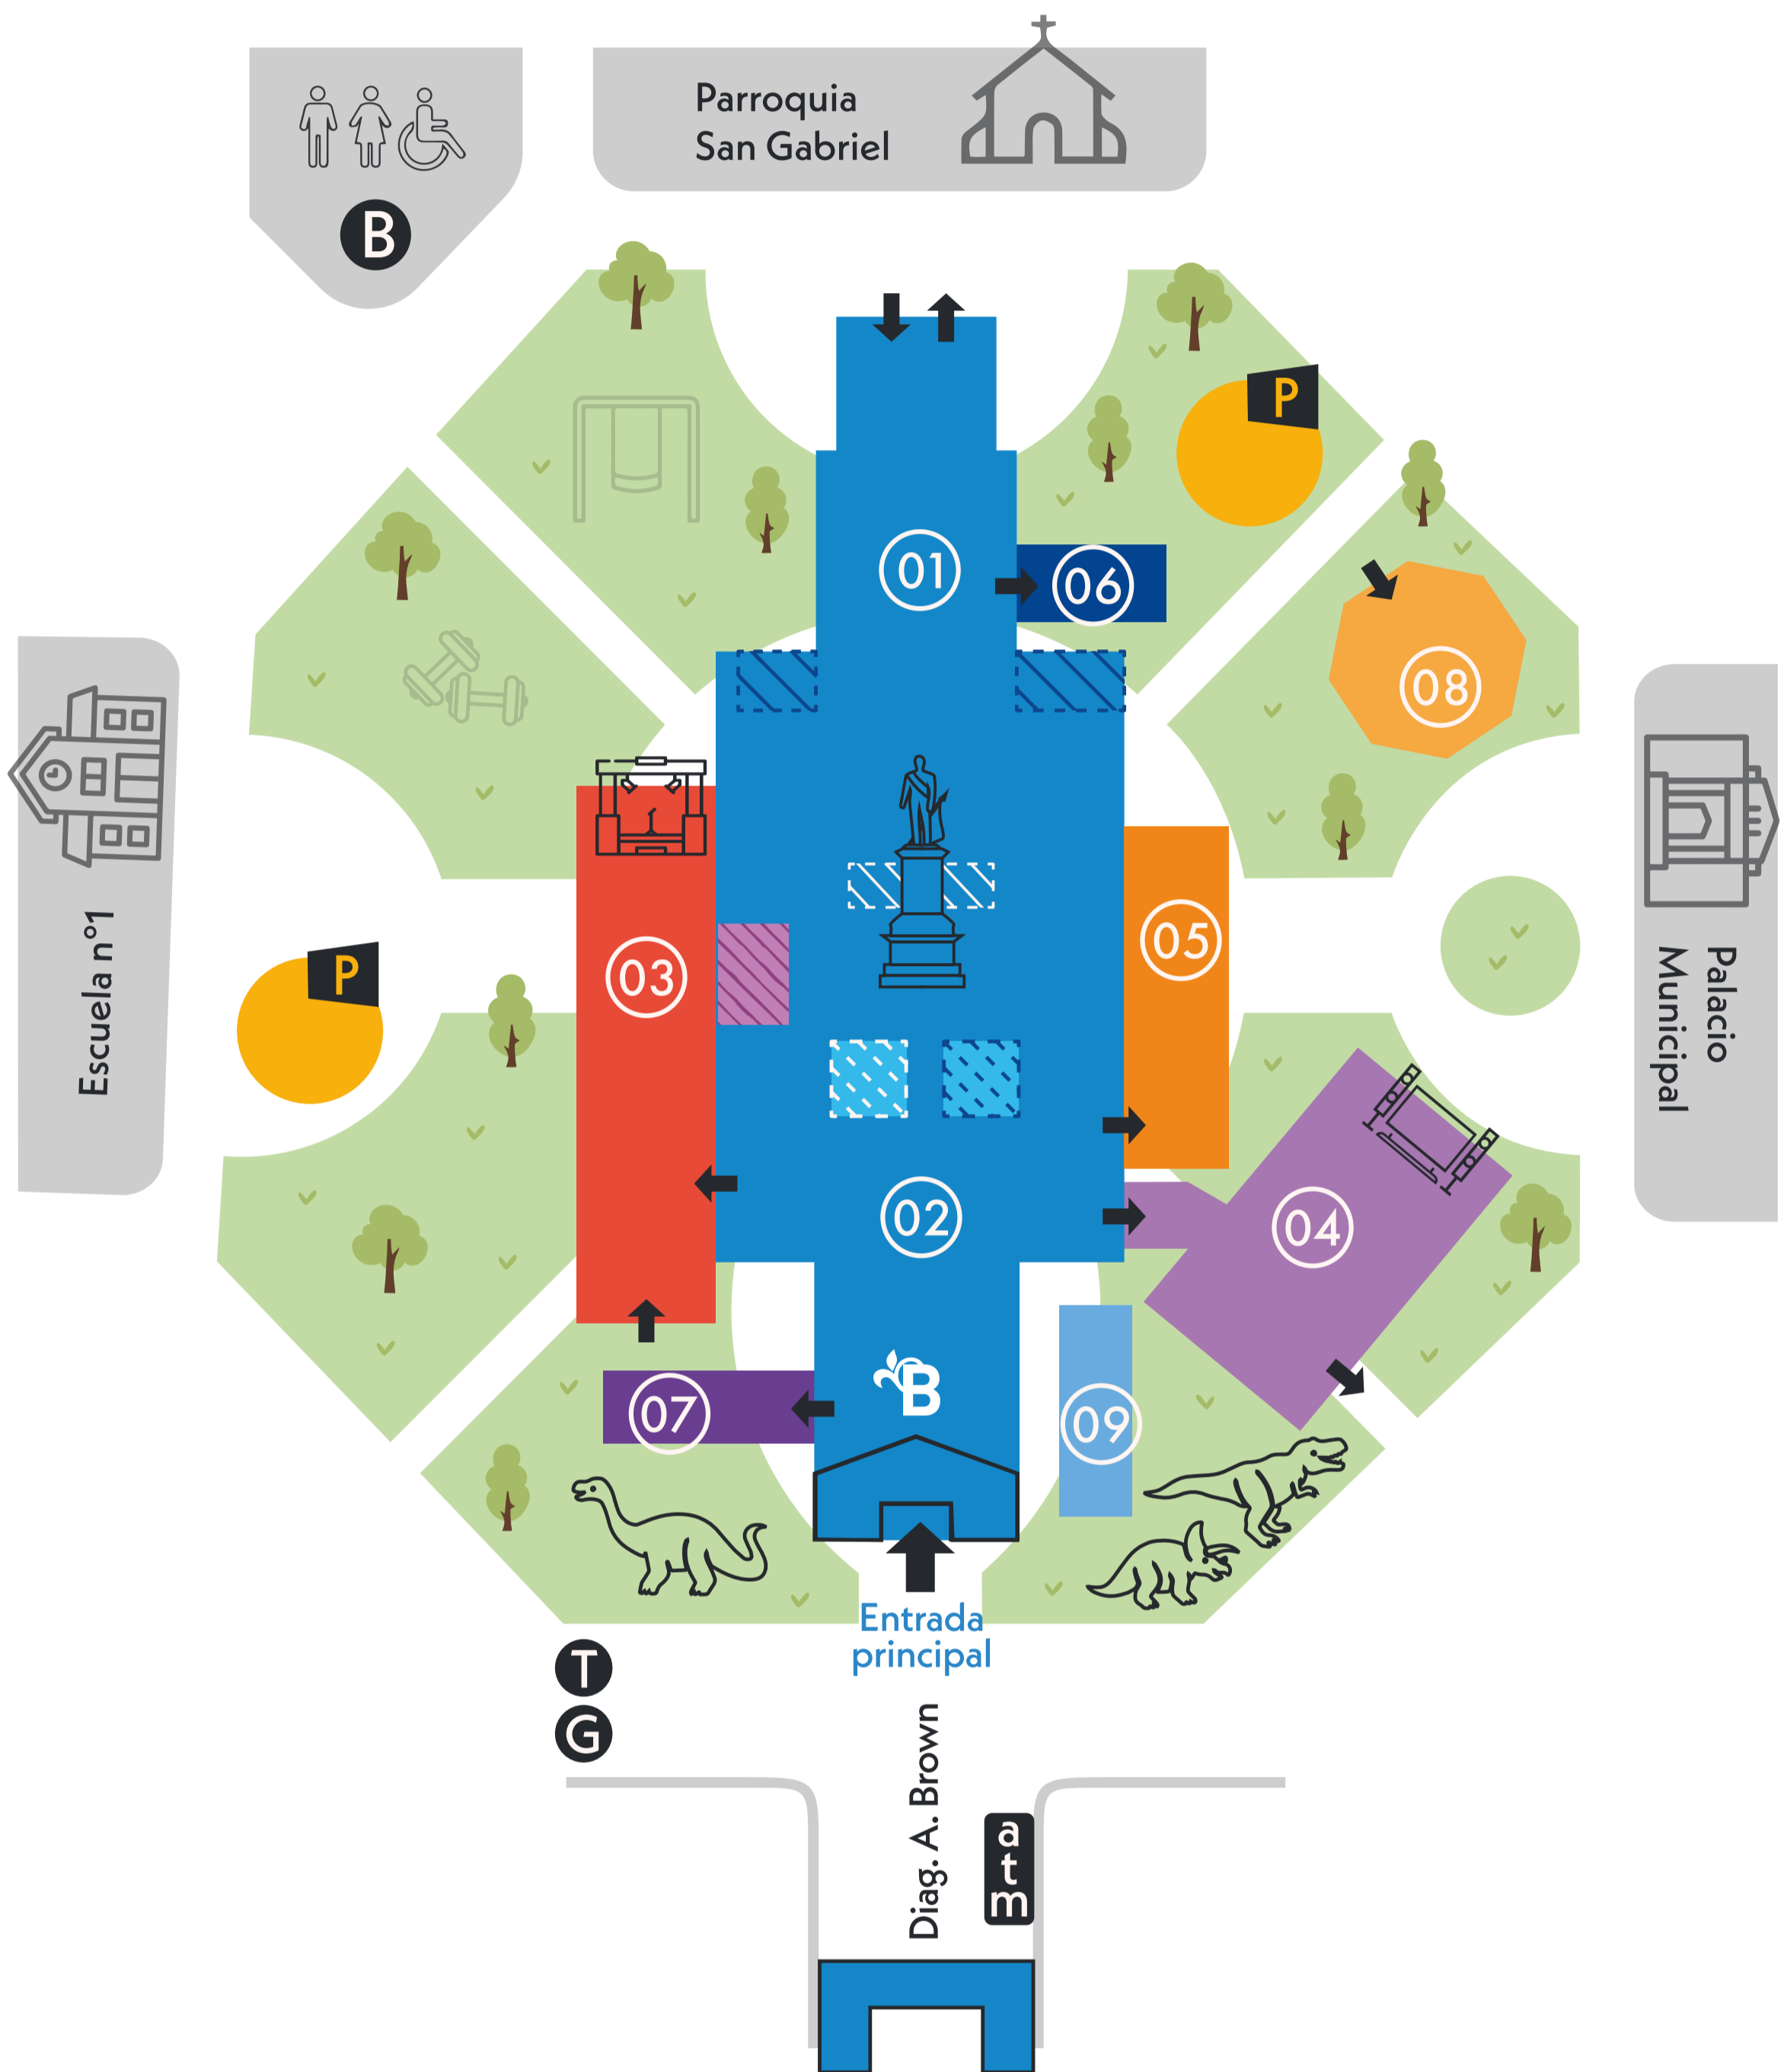 Parroquia
San Gabriel
B
P
01
06
08
03
05
P
Escuela n°1
Palacio
Municipal
02
04
07
B
09
Entrada
principal
T
G
Diag. A. Brown
atm